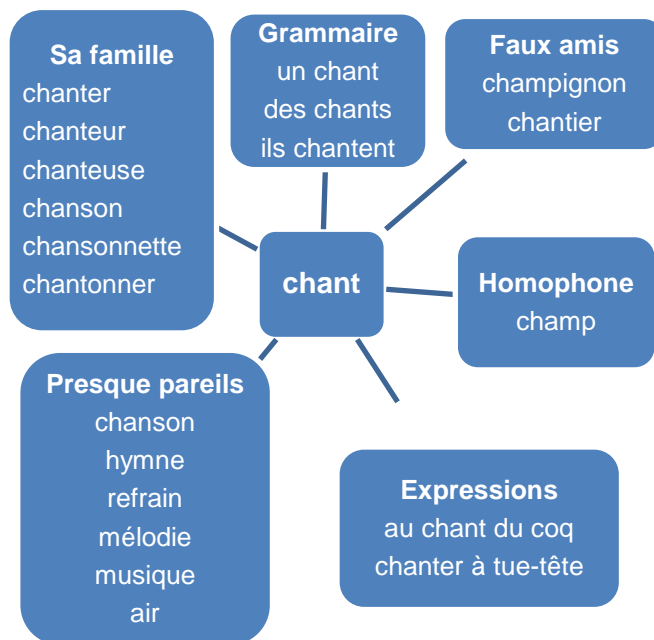 Sa famille
chanter
chanteur
chanteuse
chanson
chansonnette
chantonner
Grammaire
un chant
des chants
ils chantent
Faux amis
champignon
chantier
chant
Homophone
champ
Presque pareils
chanson
hymne
refrain
mélodie
musique
air
Expressions
au chant du coq
chanter à tue-tête